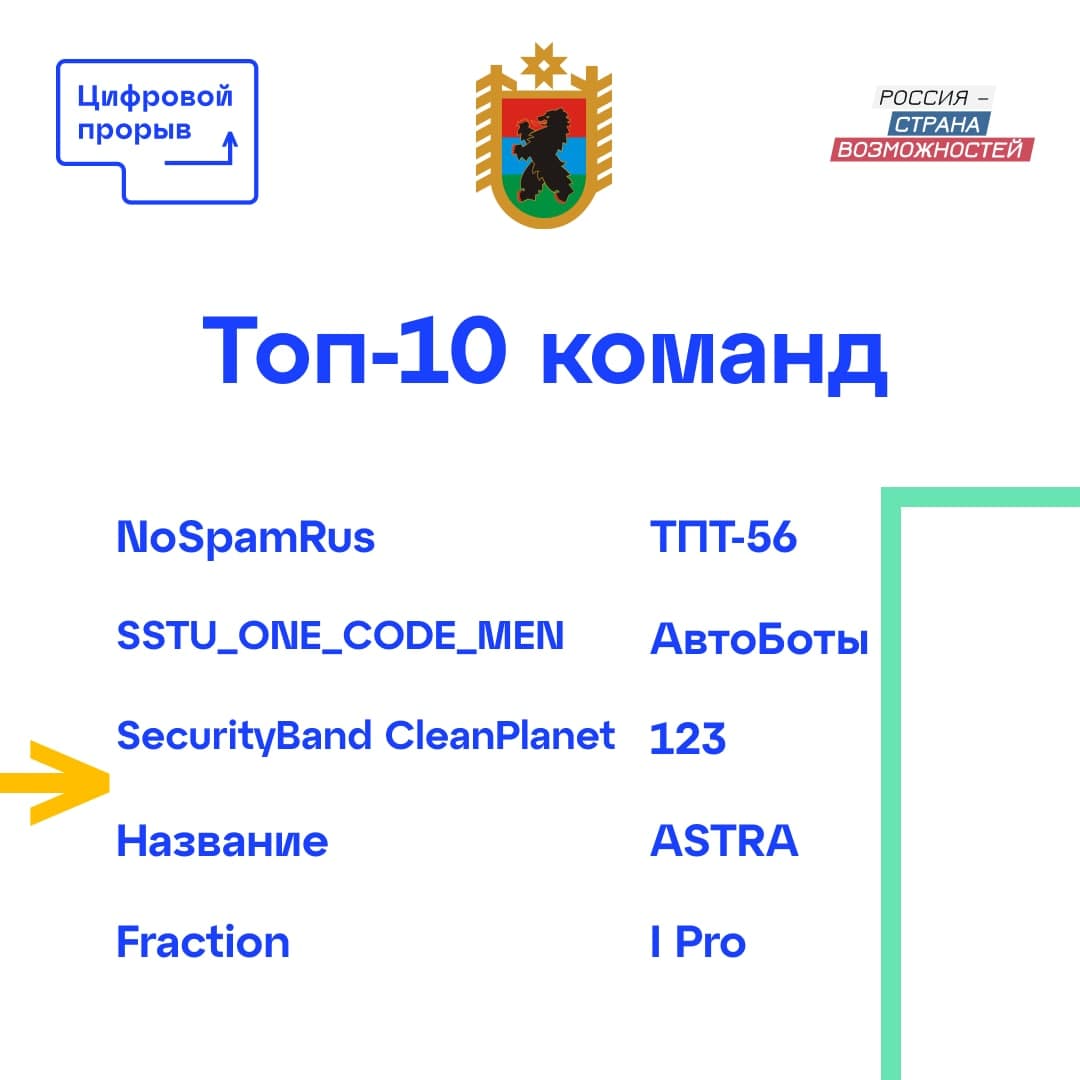 Цифровой
прорыв
РОССИЯ –
СТРАНА
ВОЗМОЖНОСТЕЙ
Топ-10 команд
NoSpamRus
SSTU_ONE_CODE_MEN
SecurityBand CleanPlanet
Название
Fraction
ТПТ-56
АвтоБоты
123
ASTRA
I Pro